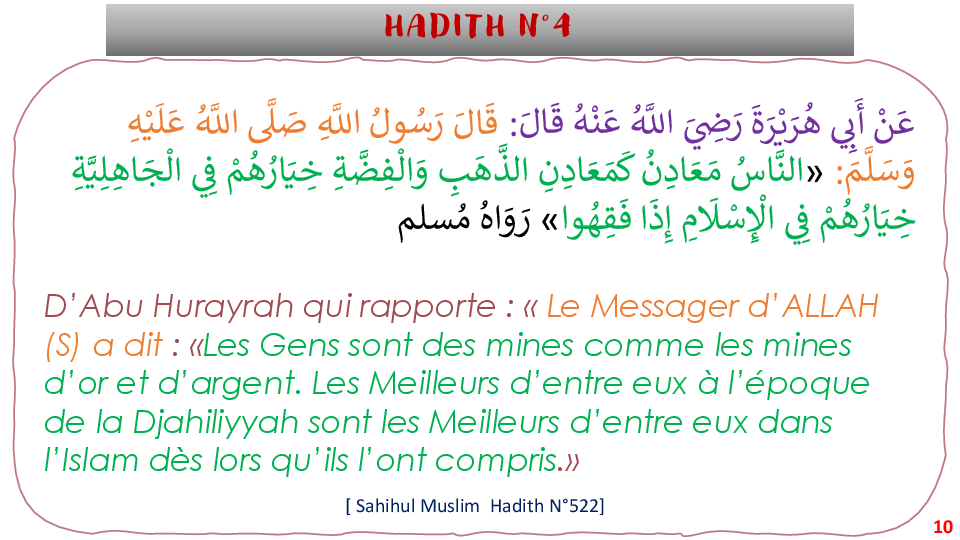 HADITH N°4
عَنْ أَبِي هُرَيْرَةَ رَضِيَ اللَّهُ عَنْهُ قَالَ: قَالَ رَسُولُ اللَّهِ صَلَّى اللَّهُ عَلَيْهِ
وَسَلَّمَ: «النَّاسُ مَعَادِنُ كَمَعَادِنِ الذَّهَبِ وَالْفِضَّةِ خِيَارُهُمْ فِي الْجَاهِلِيَّةِ
خِيَارُهُمْ فِي الْإِسْلَامِ إِذَا فَقِهُوا» رَوَاهُ مُسلم
D’Abu Hurayrah qui rapporte : « Le Messager d’ALLAH
(S) a dit : «Les Gens sont des mines comme les mines
d’or et d’argent. Les Meilleurs d’entre eux à l’époque
de la Djahiliyyah sont les Meilleurs d’entre eux dans
l’Islam dès lors qu’ils l’ont compris.»
[ Sahihul Muslim Hadith N°522]
10